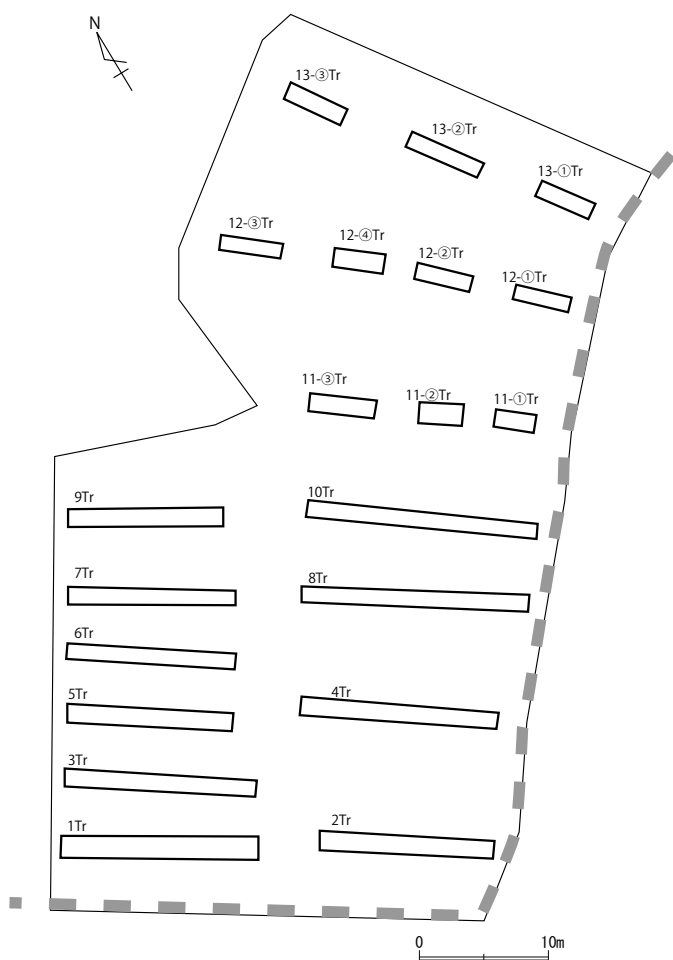 N
13-③Tr
13-②Tr
13-①Tr
12-③Tr
12-④Tr
12-②Tr
12-①Tr
11-③Tr
11-②Tr
11-①Tr
9Tr
10Tr
7Tr
8Tr
6Tr
5Tr
4Tr
3Tr
1Tr
2Tr
0 10m